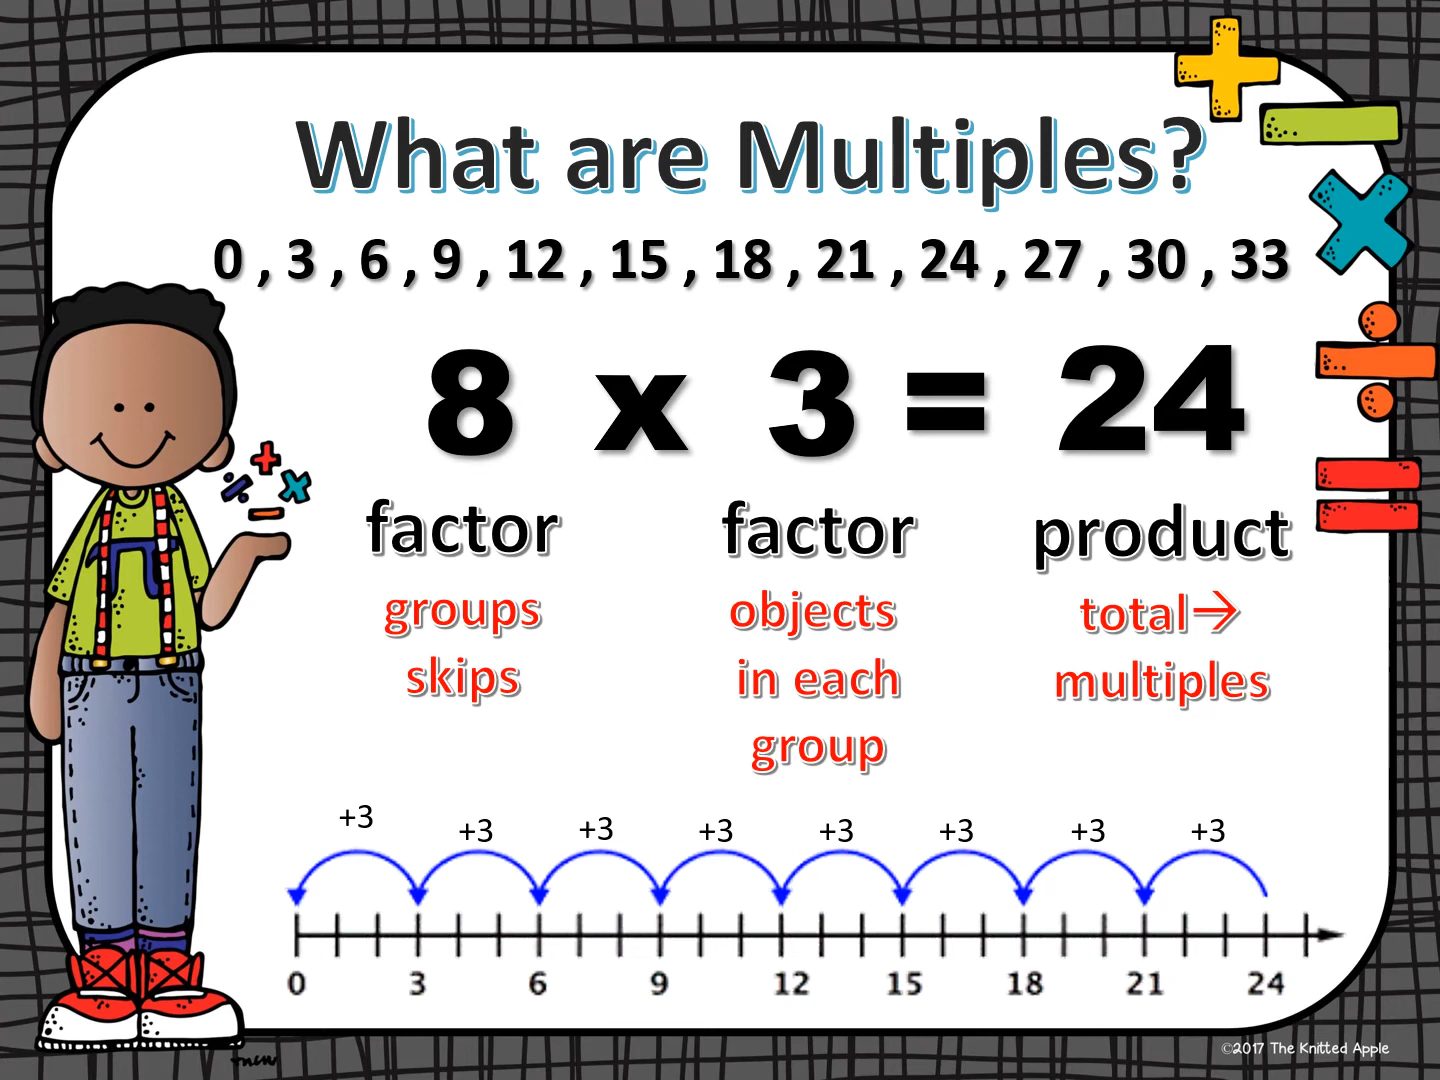 What are Multiples?
0 , 3 , 6 , 9 , 12 , 15 , 18 , 21 , 24 , 27 , 30 , 33
8 x 3 = 24
factor factor product
groups objects total→
skips in each multiples
group
+3 +3 +3 +3 +3 +3 +3 +3
0 3 6 9 12 15 18 21 24
©2017 The Knitted Apple